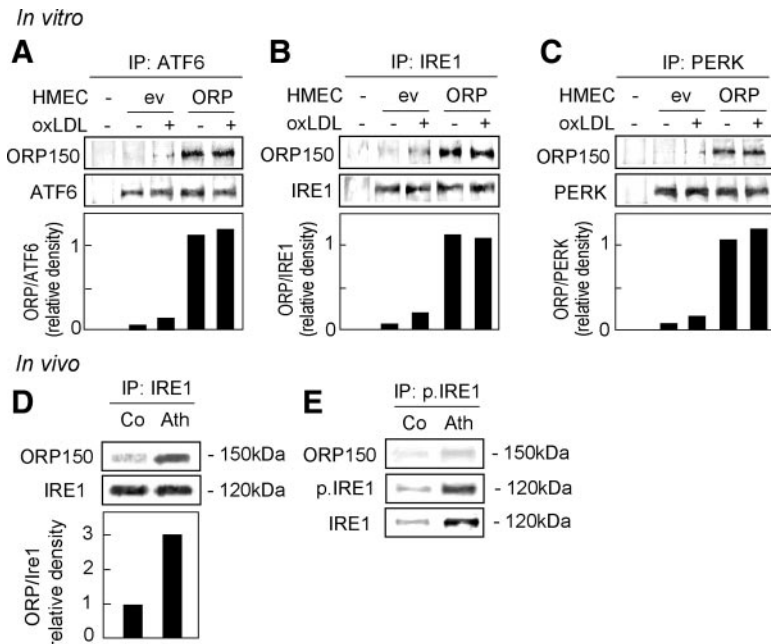 In vitro
A
IP: ATF6
HMEC - ev ORP
oxLDL - + - +
ORP150
ATF6
ORP/ATF6
(relative density)
1
0
B
IP: IRE1
HMEC - ev ORP
oxLDL - + - +
ORP150
IRE1
ORP/IRE1
(relative density)
1
0
C
IP: PERK
HMEC - ev ORP
oxLDL - + - +
ORP150
PERK
ORP/PERK
(relative density)
1
0
In vivo
D
IP: IRE1
Co Ath
ORP150 - 150kDa
IRE1 - 120kDa
ORP/Ire1
relative density
3
2
1
0
E
IP: p.IRE1
Co Ath
ORP150 - 150kDa
p.IRE1 - 120kDa
IRE1 - 120kDa